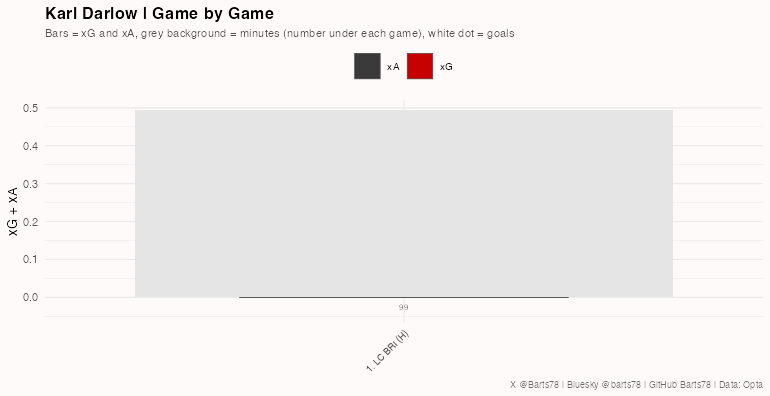 Karl Darlow | Game by Game
Bars = xG and xA, grey background = minutes (number under each game), white dot = goals
xA xG
xG + xA
0.5
0.4
0.3
0.2
0.1
0.0
99
1. LC BRI (H)
X @Barts78 | Bluesky @barts78 | GitHub Barts78 | Data: Opta